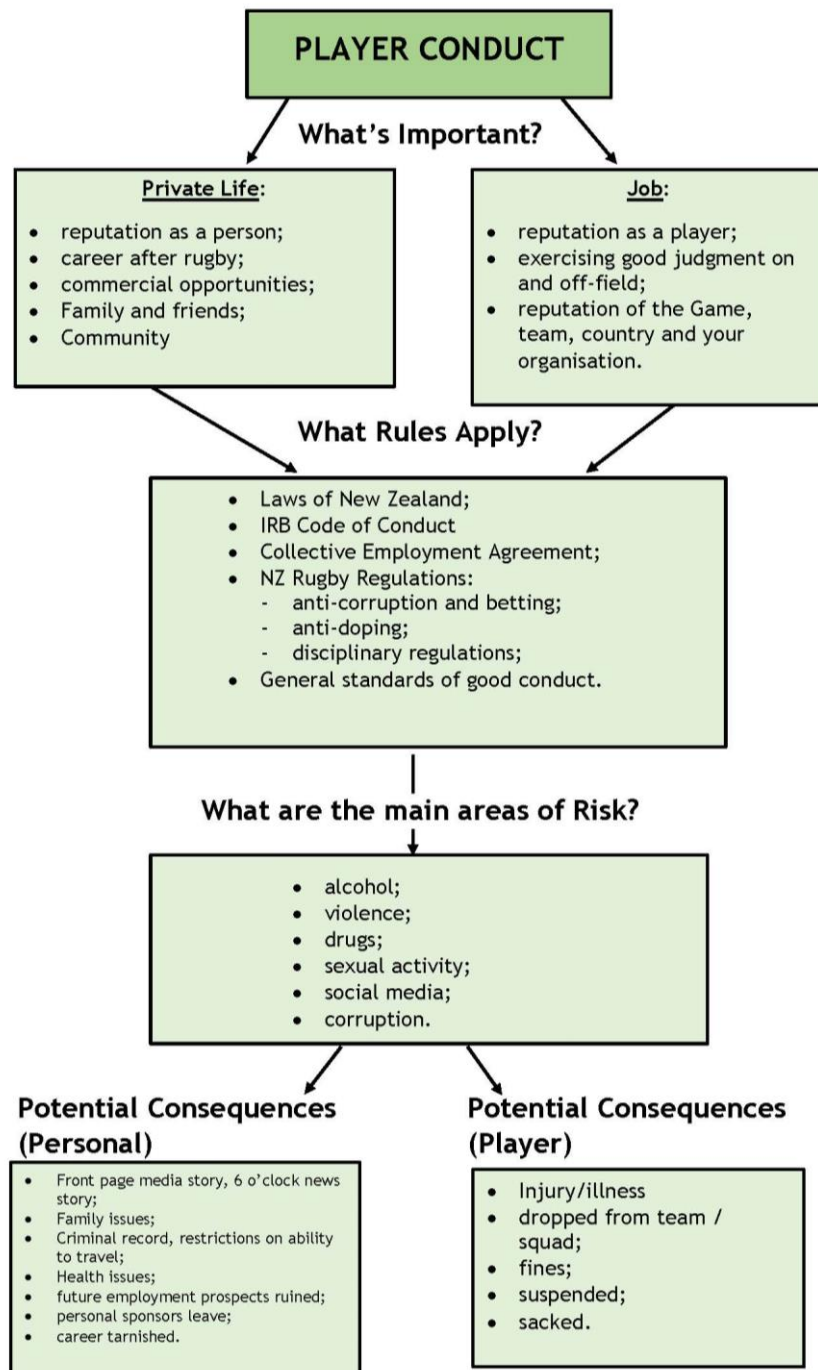 PLAYER CONDUCT
What's Important?
Private Life:
• reputation as a person;
• career after rugby;
• commercial opportunities;
• Family and friends;
• Community
Job:
• reputation as a player;
• exercising good judgment on
and off-field;
• reputation of the Game,
team, country and your
organisation.
What Rules Apply?
• Laws of New Zealand;
• IRB Code of Conduct
• Collective Employment Agreement;
• NZ Rugby Regulations:
- anti-corruption and betting;
- anti-doping;
- disciplinary regulations;
• General standards of good conduct.
What are the main areas of Risk?
• alcohol;
• violence;
• drugs;
• sexual activity;
• social media;
• corruption.
Potential Consequences
(Personal)
• Front page media story, 6 o'clock news
story;
• Family issues;
• Criminal record, restrictions on ability
to travel;
• Health issues;
• future employment prospects ruined;
• personal sponsors leave;
• career tarnished.
Potential Consequences
(Player)
• Injury/illness
• dropped from team /
squad;
• fines;
• suspended;
• sacked.